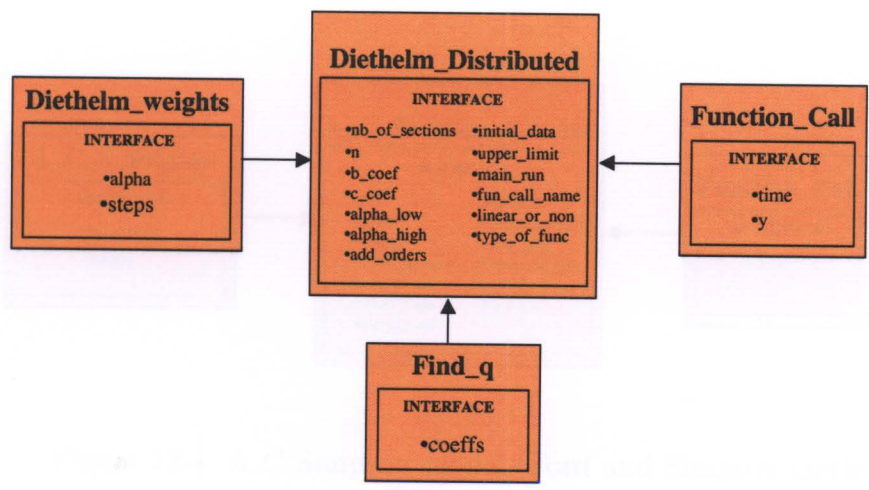 Diethelm_weights
INTERFACE
•alpha
•steps
Diethelm_Distributed
INTERFACE
•nb_of_sections
•n
•b_coef
•c_coef
•alpha_low
•alpha_high
•add_orders
•initial_data
•upper_limit
•main_run
•fun_call_name
•linear_or_non
•type_of_func
Function_Call
INTERFACE
•time
•y
Find_q
INTERFACE
•coeffs